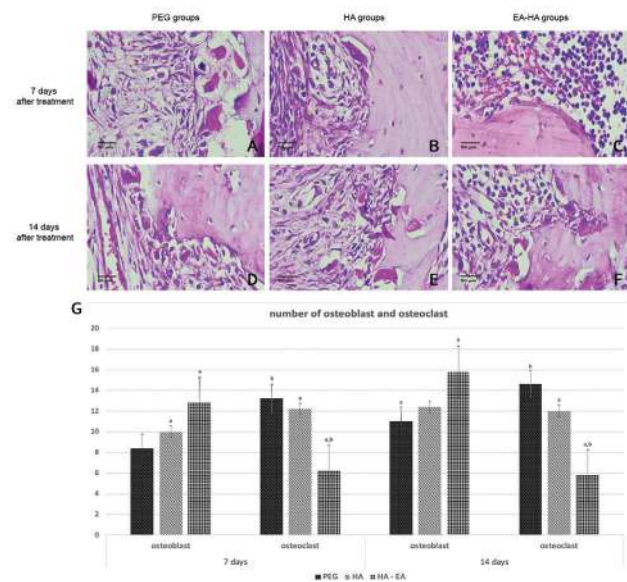 PEG groups
HA groups
EA-HA groups
7 days
after treatment
A
B
C
14 days
after treatment
D
E
F
G
number of osteoblast and osteoclast
20
18
16
14
12
10
8
6
4
2
0
a
a
a
a,b
a
a
b
a
a,b
osteoblast
osteoclast
osteoblast
osteoclast
7 days
14 days
PEG
HA
HA - EA